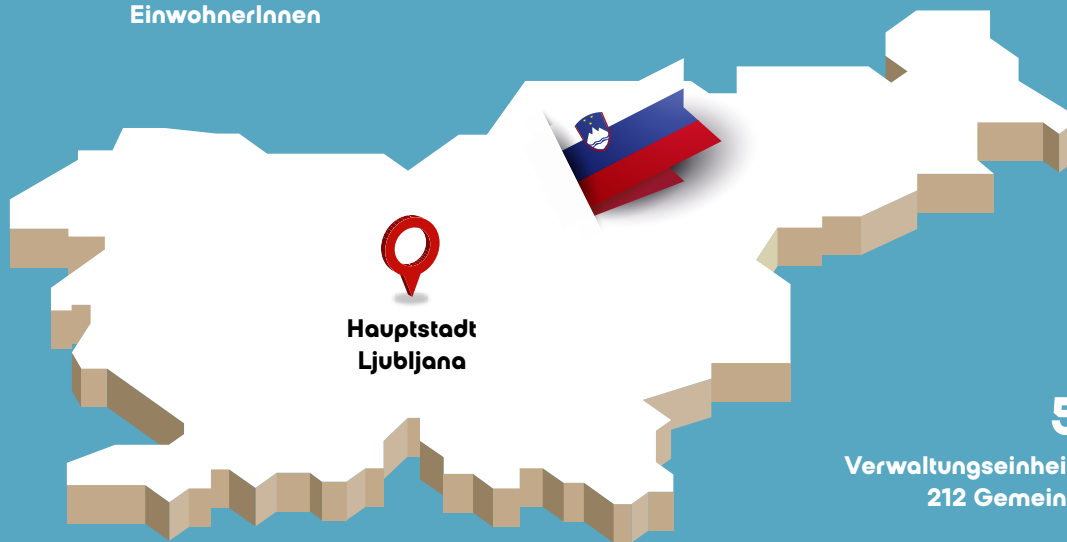 EinwohnerInnen
Hauptstadt
Ljubljana
5
Verwaltungseinhei
212 Gemein